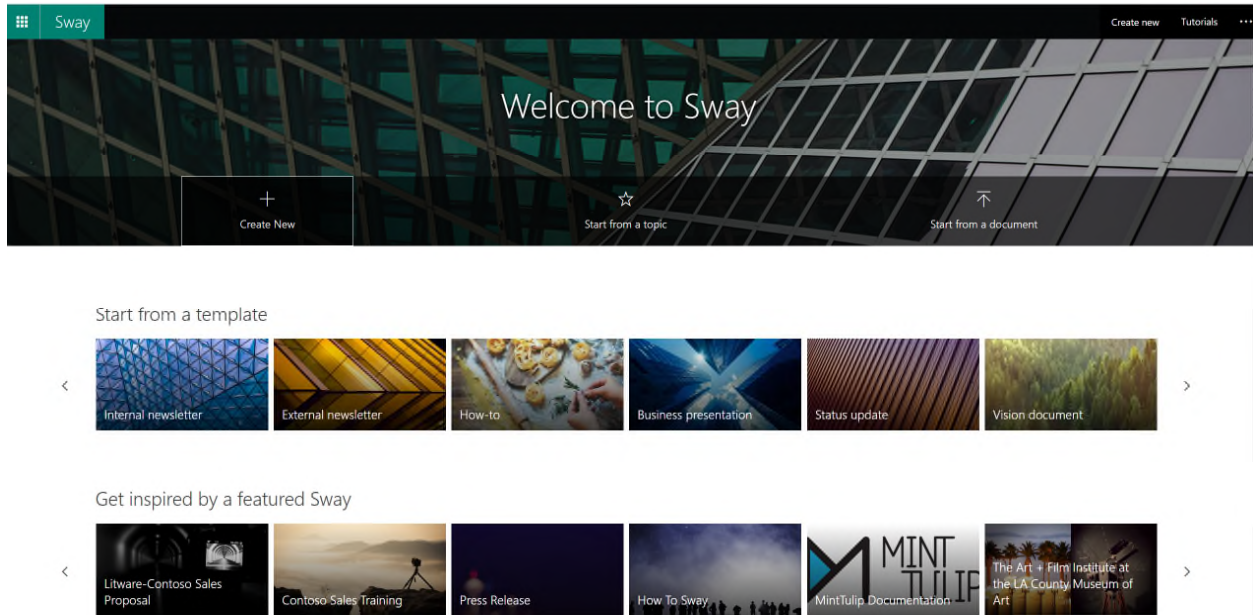 Sway
Create new
Tutorials
Welcome to Sway
Create New
Start from a topic
Start from a document
Start from a template
Internal newsletter
External newsletter
How-to
Business presentation
Status update
Vision document
Get inspired by a featured Sway
Litware-Contoso Sales
Proposal
Contoso Sales Training
Press Release
How To Sway
MINT
TULIP
MintTulip Documentation
The Art + Film Institute at
the LA County Museum of
Art